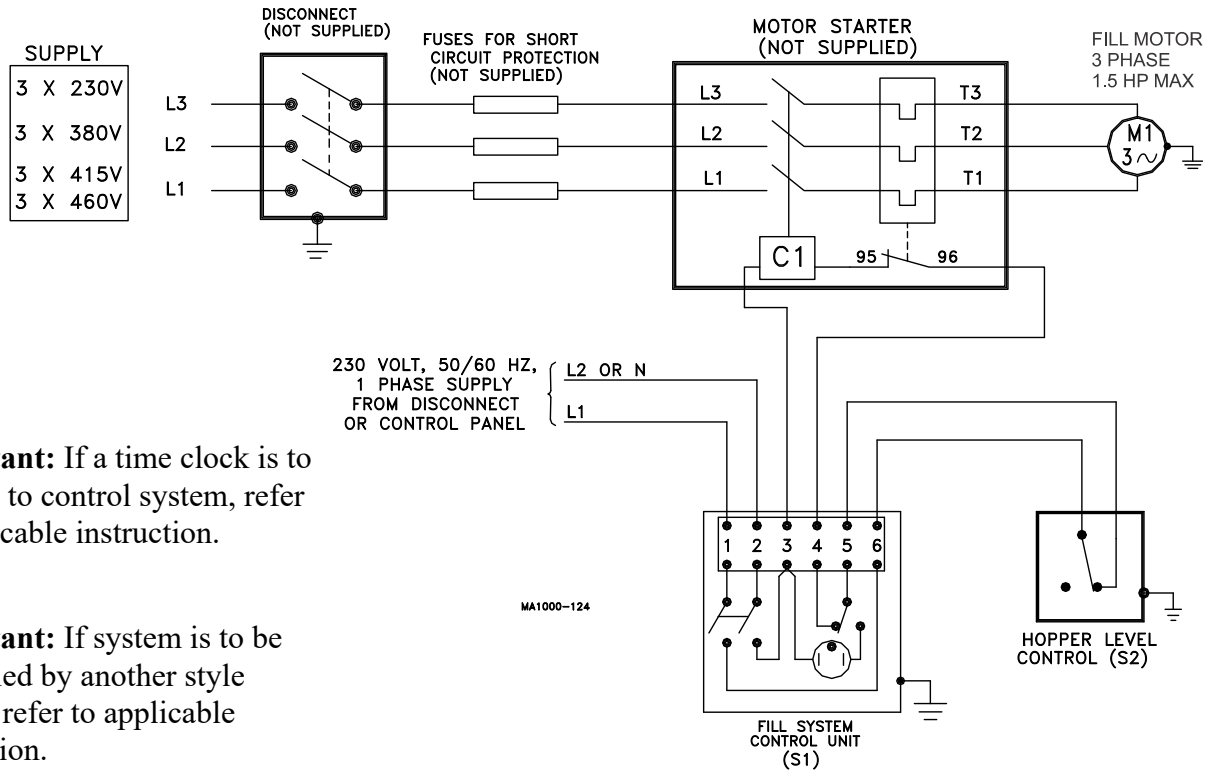 DISCONNECT
(NOT SUPPLIED)
SUPPLY
3 X 230V
3 X 380V
3 X 415V
3 X 460V
L3
L2
L1
FUSES FOR SHORT
CIRCUIT PROTECTION
(NOT SUPPLIED)
MOTOR STARTER
(NOT SUPPLIED)
L3
L2
L1
T3
T2
T1
C1
95
96
FILL MOTOR
3 PHASE
1.5 HP MAX
M1
3∿
230 VOLT, 50/60 HZ,
1 PHASE SUPPLY
FROM DISCONNECT
OR CONTROL PANEL
L2 OR N
L1
ant: If a time clock is to
to control system, refer
cable instruction.
ant: If system is to be
ed by another style
refer to applicable
ion.
MA1000-124
1 2 3 4 5 6
FILL SYSTEM
CONTROL UNIT
(S1)
HOPPER LEVEL
CONTROL (S2)